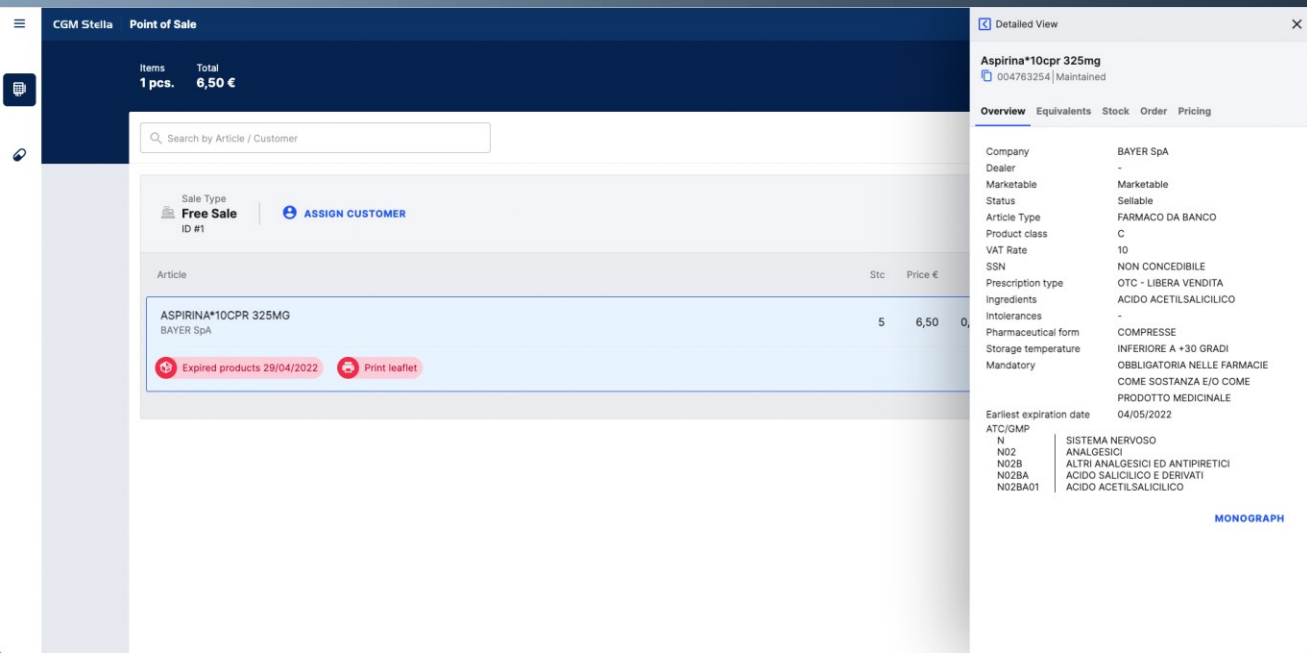 CGM Stella Point of Sale
Items Total
1 pcs. 6,50 €
Search by Article / Customer
Sale Type
Free Sale
ID #1
ASSIGN CUSTOMER
Article Stc Price €
ASPIRINA*10CPR 325MG
BAYER SpA
5 6,50 0,
Expired products 29/04/2022 Print leaflet
Detailed View
Aspirina*10cpr 325mg
004763254 Maintained
Overview Equivalents Stock Order Pricing
Company BAYER SpA
Dealer -
Marketable Marketable
Status Sellable
Article Type FARMACO DA BANCO
Product class C
VAT Rate 10
SSN NON CONCEDIBILE
Prescription type OTC - LIBERA VENDITA
Ingredients ACIDO ACETILSALICILICO
Intolerances -
Pharmaceutical form COMPRESSE
Storage temperature INFERIORE A +30 GRADI
Mandatory OBBLIGATORIA NELLE FARMACIE
COME SOSTANZA E/O COME
PRODOTTO MEDICINALE
Earliest expiration date 04/05/2022
ATC/GMP
N SISTEMA NERVOSO
N02 ANALGESICI
N02B ALTRI ANALGESICI ED ANTIPIRETICI
N02BA ACIDO SALICILICO E DERIVATI
N02BA01 ACIDO ACETILSALICILICO
MONOGRAPH